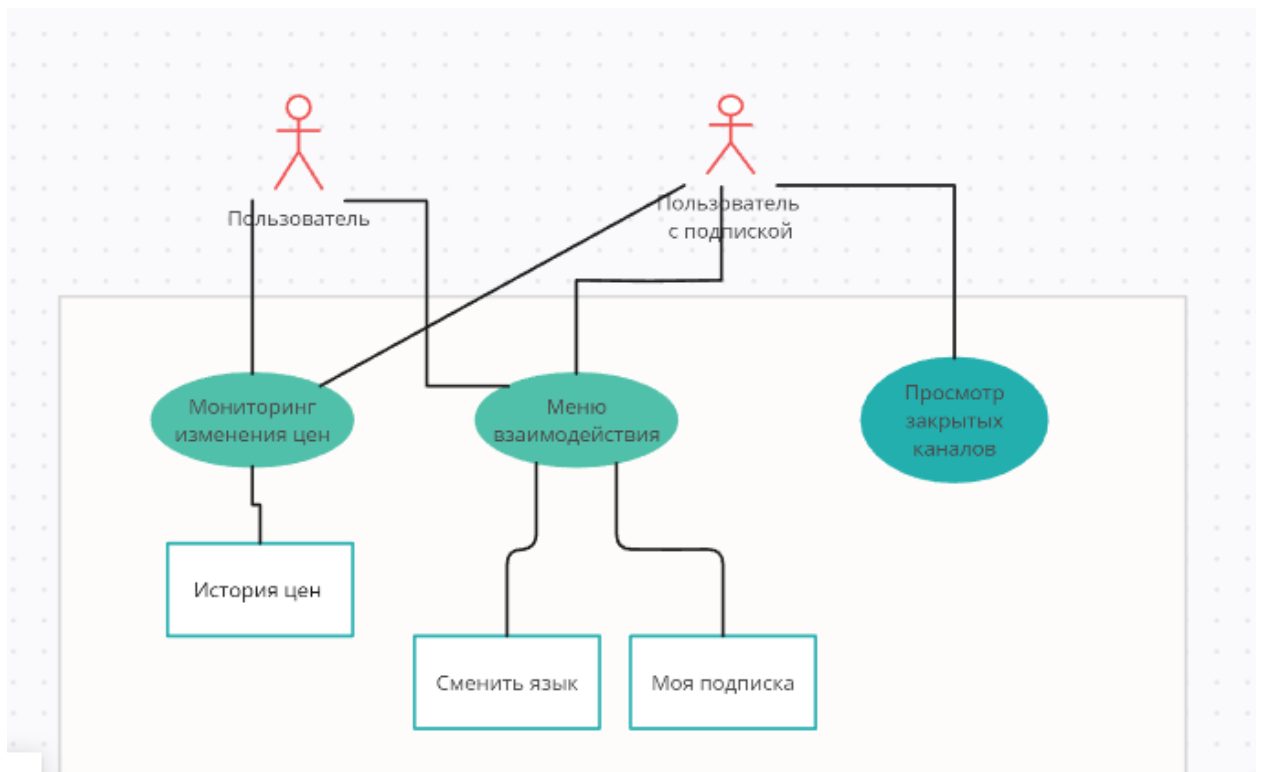 Пользователь
Пользователь
с подпиской
Мониторинг
изменения цен
Меню
взаимодействия
Просмотр
закрытых
каналов
История цен
Сменить язык
Моя подписка